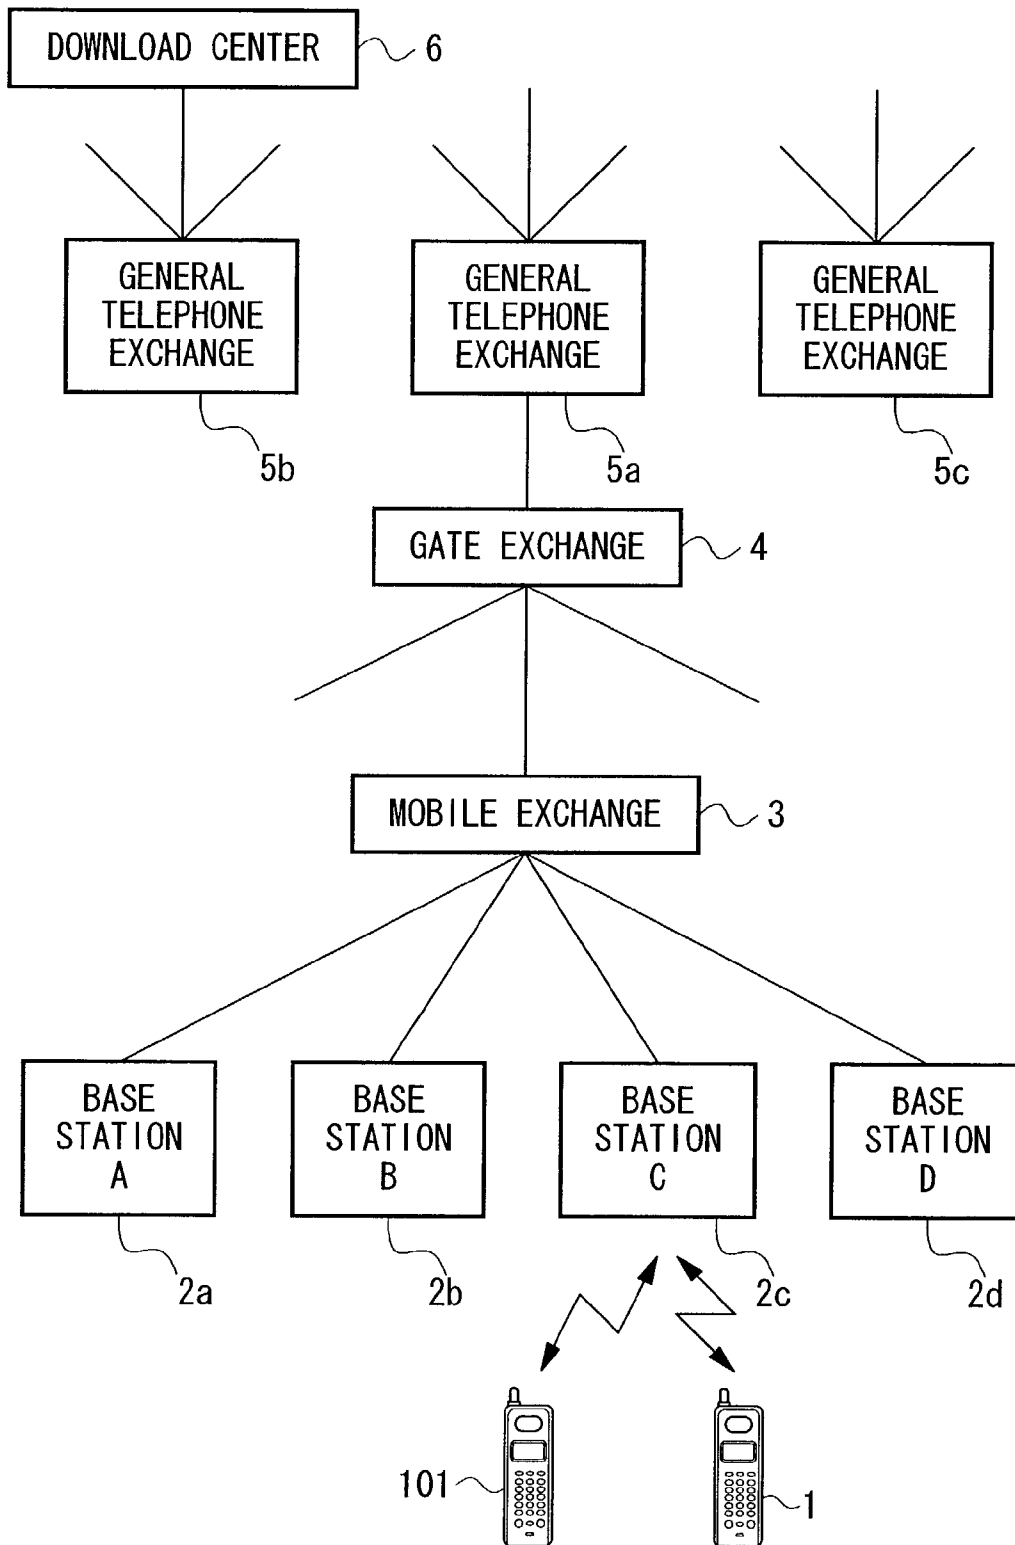 DOWNLOAD CENTER
6
GENERAL
TELEPHONE
EXCHANGE
5b
GENERAL
TELEPHONE
EXCHANGE
5a
GENERAL
TELEPHONE
EXCHANGE
5c
GATE EXCHANGE
4
MOBILE EXCHANGE
3
BASE
STATION
A
2a
BASE
STATION
B
2b
BASE
STATION
C
2c
BASE
STATION
D
2d
101
1